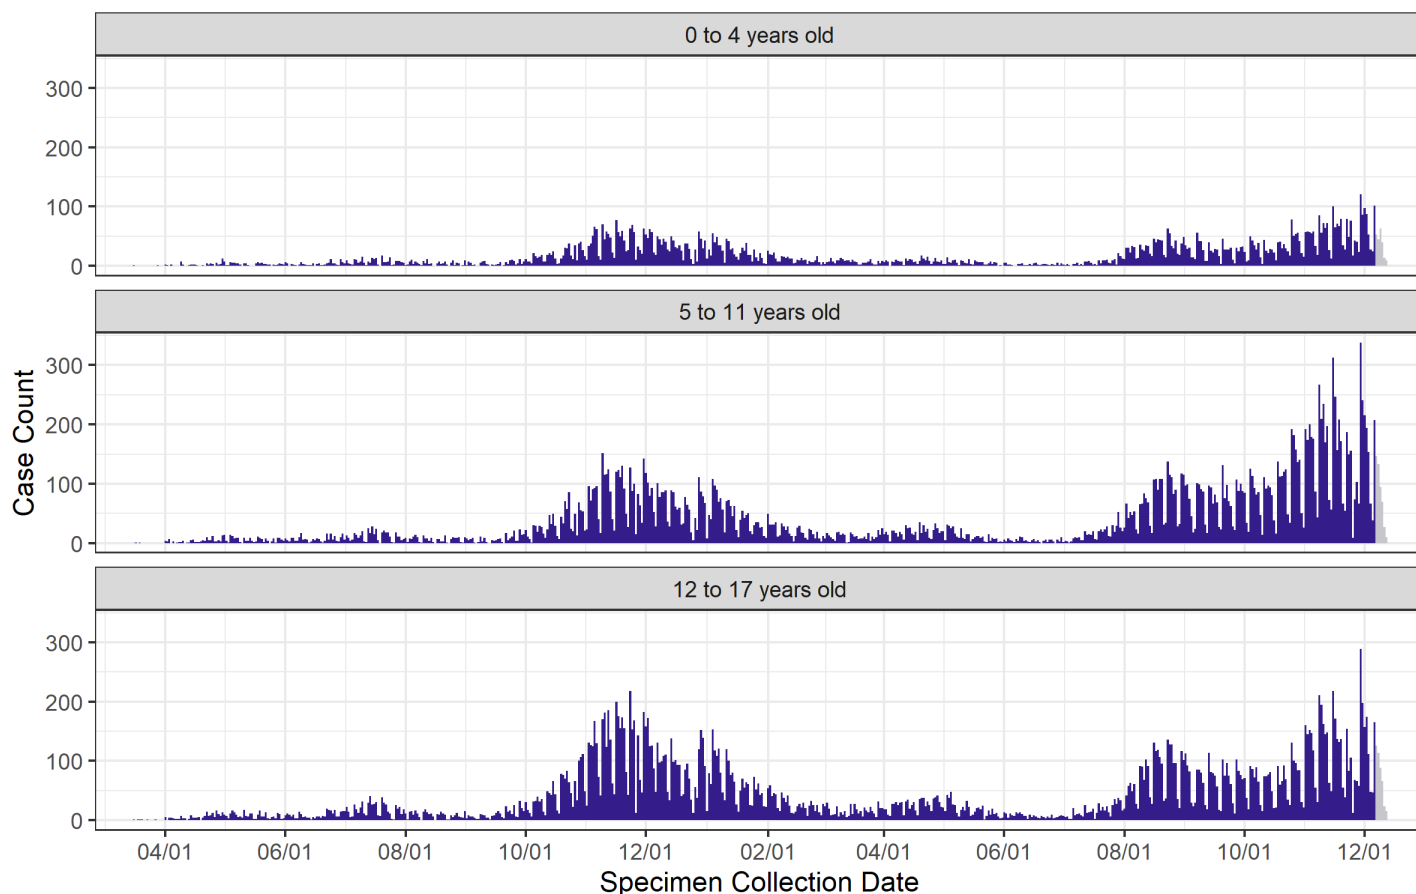 0 to 4 years old
300
200
100
0
5 to 11 years old
300
200
100
0
Case Count
12 to 17 years old
300
200
100
0
04/01 06/01 08/01 10/01 12/01 02/01 04/01 06/01 08/01 10/01 12/01
Specimen Collection Date